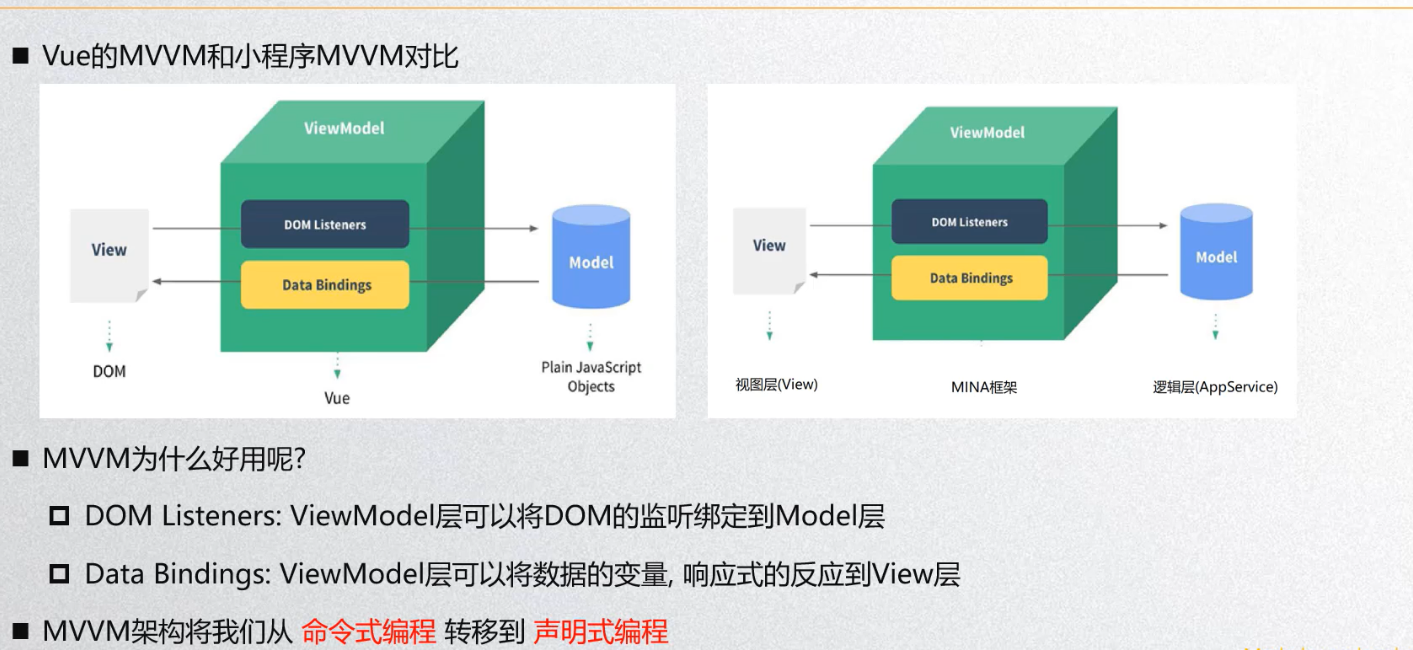 Vue的MVVM和小程序MVVM对比
ViewModel
DOM Listeners
Data Bindings
View
Model
DOM
Vue
Plain JavaScript
Objects
ViewModel
DOM Listeners
Data Bindings
View
Model
视图层(View)
MINA框架
逻辑层(AppService)
MVVM为什么好用呢?
DOM Listeners: ViewModel层可以将DOM的监听绑定到Model层
Data Bindings: ViewModel层可以将数据的变量, 响应式的反应到View层
MVVM架构将我们从 命令式编程 转移到 声明式编程